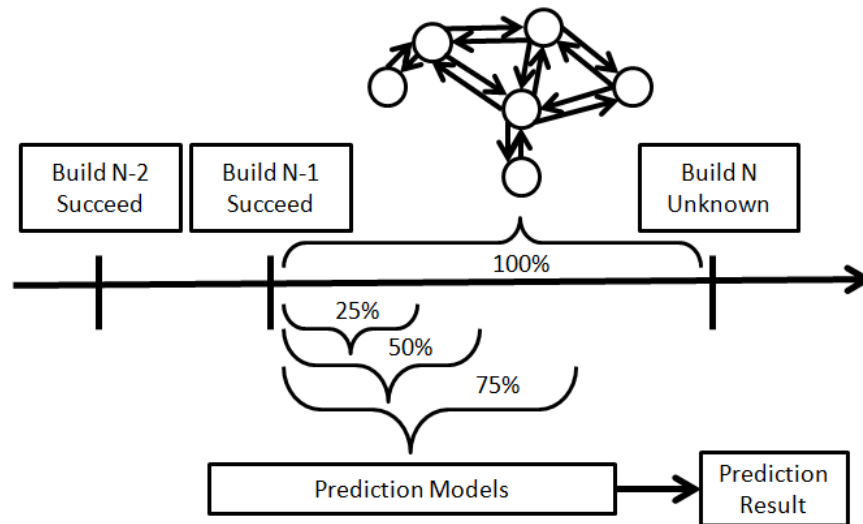 Build N-2
Succeed
Build N-1
Succeed
Build N
Unknown
100%
25%
50%
75%
Prediction Models
Prediction
Result